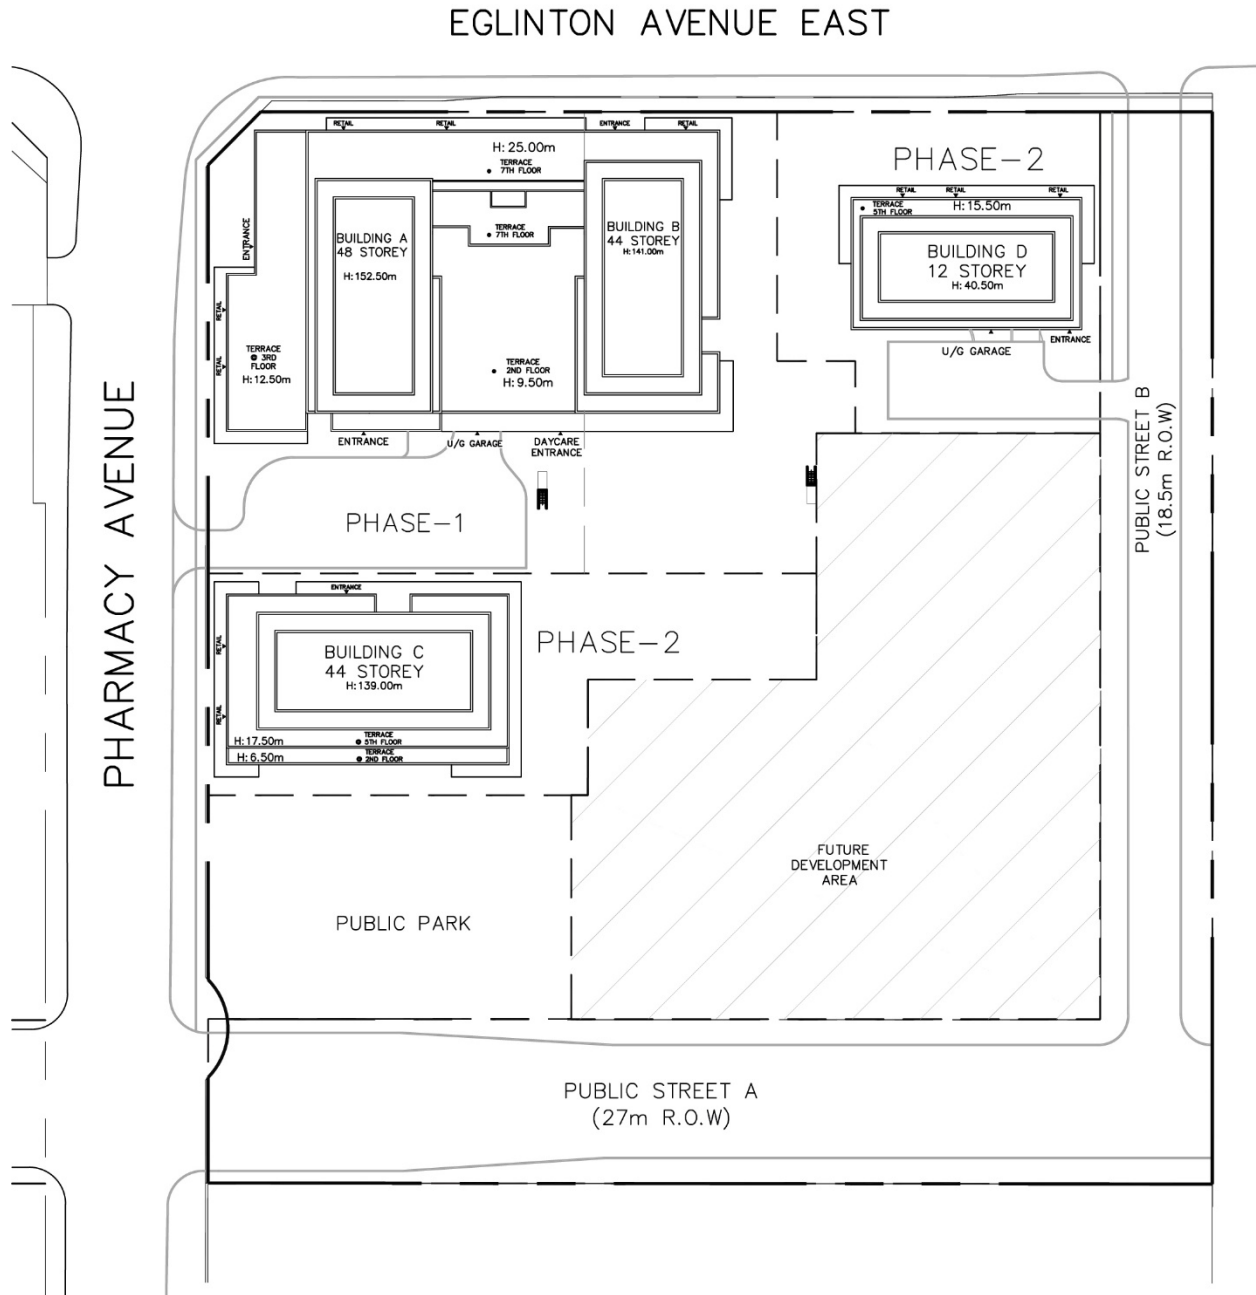 EGLINTON AVENUE EAST
RETAIL
RETAIL
ENTRANCE
RETAIL
H: 25.00m
TERRACE
7TH FLOOR
PHASE-2
RETAIL
RETAIL
RETAIL
TERRACE
5TH FLOOR
H: 15.50m
ENTRANCE
BUILDING A
48 STOREY
H: 152.50m
TERRACE
7TH FLOOR
BUILDING B
44 STOREY
H: 141.00m
BUILDING D
12 STOREY
H: 40.50m
RETAIL
RETAIL
TERRACE
@ 3RD
FLOOR
H: 12.50m
TERRACE
2ND FLOOR
H: 9.50m
U/G GARAGE
ENTRANCE
ENTRANCE
U/G GARAGE
DAYCARE
ENTRANCE
PHARMACY AVENUE
PUBLIC STREET B
(18.5m R.O.W)
PHASE-1
ENTRANCE
RETAIL
BUILDING C
44 STOREY
H: 139.00m
PHASE-2
RETAIL
H: 17.50m
TERRACE
@ 5TH FLOOR
H: 6.50m
TERRACE
@ 2ND FLOOR
FUTURE
DEVELOPMENT
AREA
PUBLIC PARK
PUBLIC STREET A
(27m R.O.W)